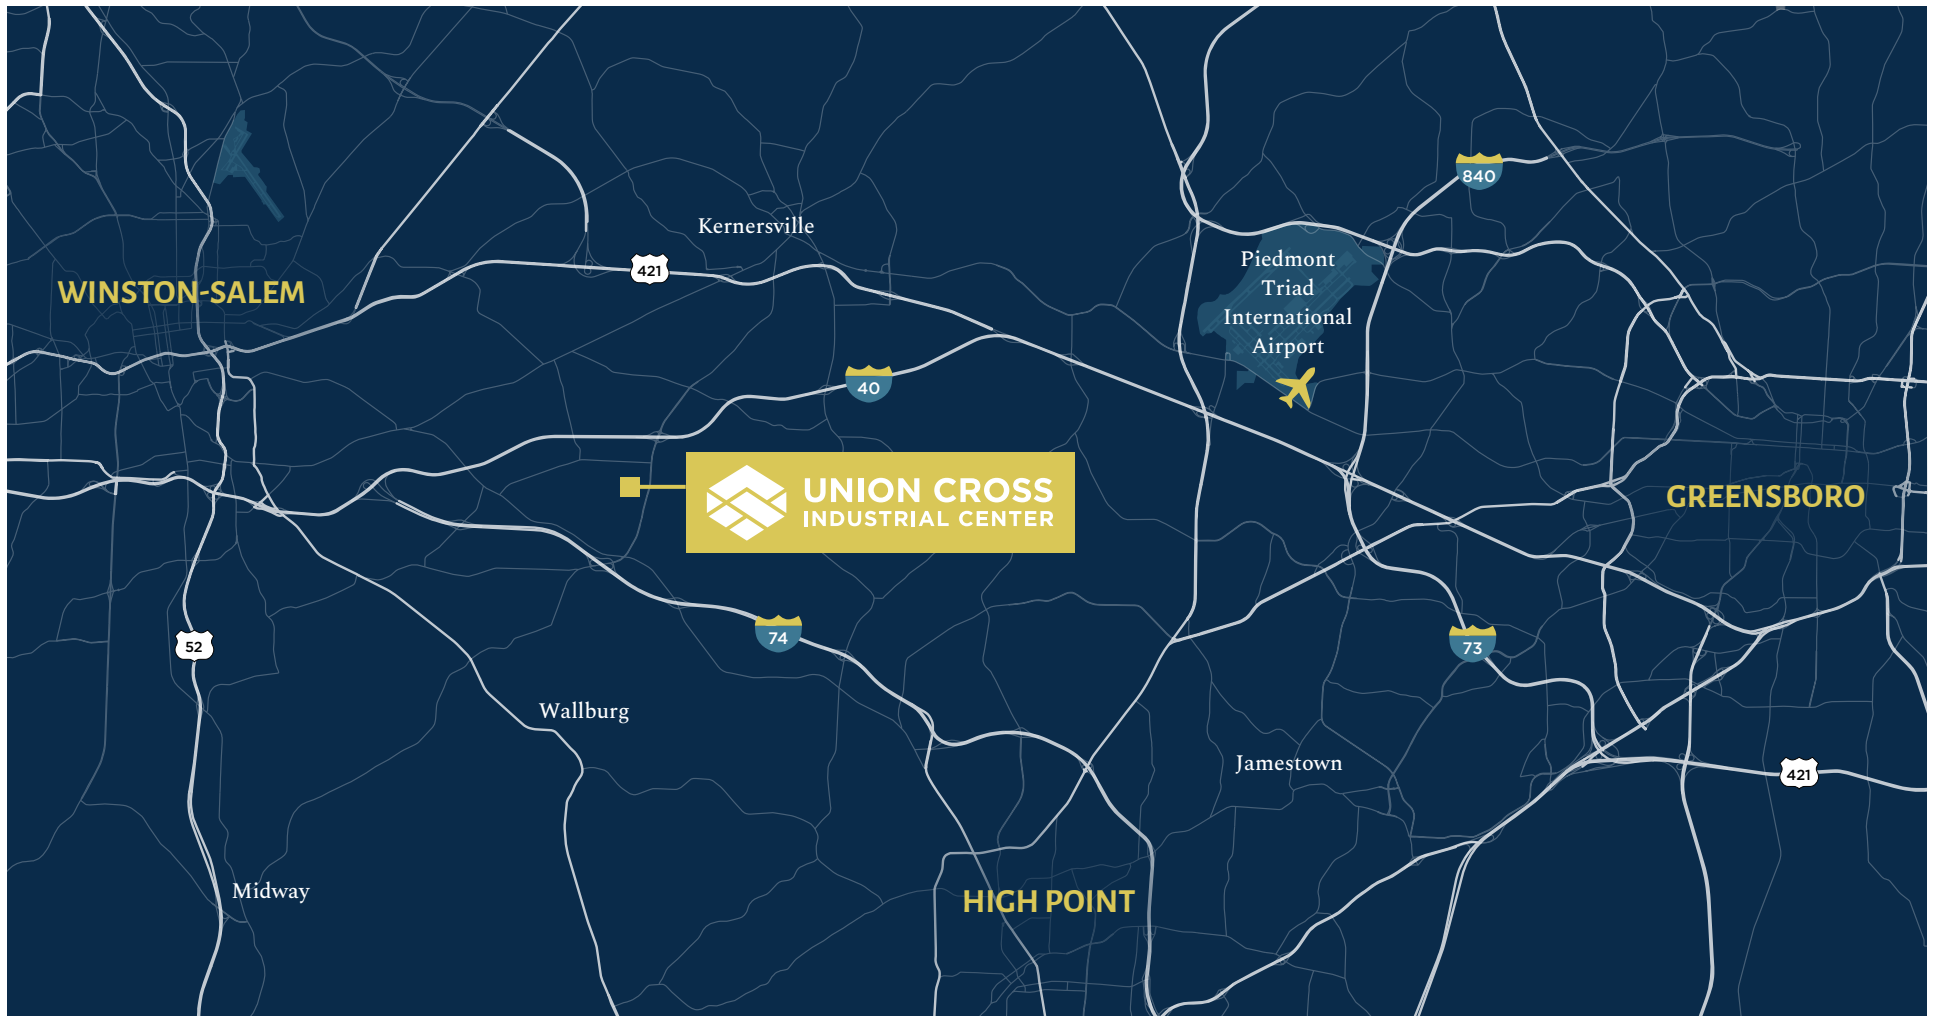 840
Kernersville
Piedmont
Triad
International
Airport
421
WINSTON-SALEM
40
UNION CROSS
INDUSTRIAL CENTER
GREENSBORO
74
52
73
Wallburg
Jamestown
421
Midway
HIGH POINT